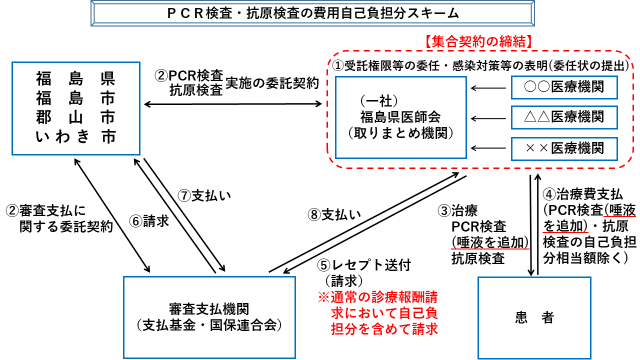 PCR検査・抗原検査の費用自己負担分スキーム
【集合契約の締結】
①受託権限等の委任・感染対策等の表明(委任状の提出)
福島県
福島市
郡山市
いわき市
②PCR検査
抗原検査
実施の委託契約
（一社）
福島県医師会
（取りまとめ機関）
○○医療機関
△△医療機関
××医療機関
②審査支払に
関する委託契約
⑥請求
⑦支払い
⑧支払い
⑤レセプト送付
（請求）
※通常の診療報酬請
求において自己負
担分を含めて請求
③治療
PCR検査
(唾液を追加)
抗原検査
④治療費支払
(PCR検査(唾液
を追加)・抗原
検査の自己負担
分相当額除く)
審査支払機関
（支払基金・国保連合会）
患者